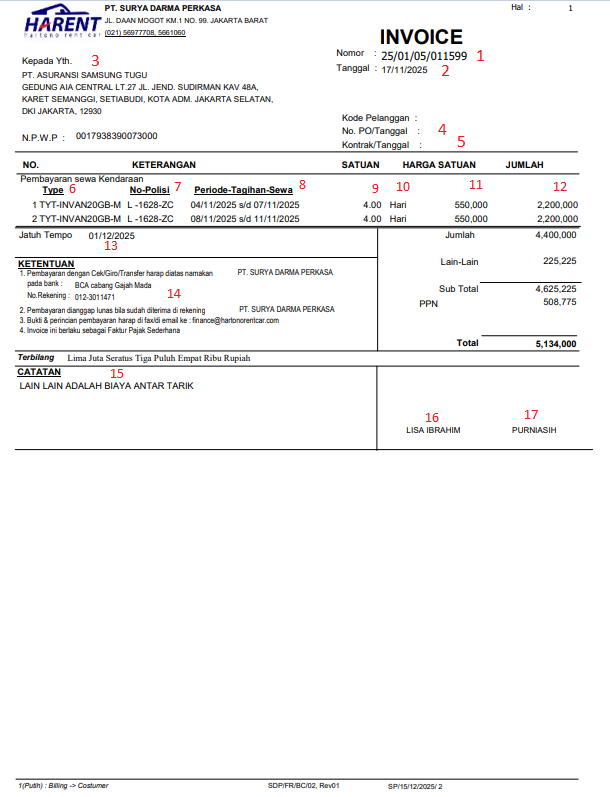 HARENT
hartono rent car
PT. SURYA DARMA PERKASA
JL. DAAN MOGOT KM.1 NO. 99. JAKARTA BARAT
(021) 56977708, 5661060
Hal : 1
INVOICE
Nomor : 25/01/05/011599 1
Tanggal : 17/11/2025 2
Kepada Yth. 3
PT. ASURANSI SAMSUNG TUGU
GEDUNG AIA CENTRAL LT.27 JL. JEND. SUDIRMAN KAV 48A,
KARET SEMANGGI, SETIABUDI, KOTA ADM. JAKARTA SELATAN,
DKI JAKARTA, 12930
N.P.W.P : 0017938390073000
Kode Pelanggan :
No. PO/Tanggal : 4
Kontrak/Tanggal : 5
NO. KETERANGAN SATUAN HARGA SATUAN JUMLAH
Pembayaran sewa Kendaraan
Type 6 No-Polisi 7 Periode-Tagihan-Sewa 8 9 10 11 12
1 TYT-INVAN20GB-M L -1628-ZC 04/11/2025 s/d 07/11/2025 4.00 Hari 550,000 2,200,000
2 TYT-INVAN20GB-M L -1628-ZC 08/11/2025 s/d 11/11/2025 4.00 Hari 550,000 2,200,000
Jatuh Tempo 01/12/2025
13
Jumlah 4,400,000
Lain-Lain 225,225
Sub Total 4,625,225
PPN 508,775
Total 5,134,000
KETENTUAN
1. Pembayaran dengan Cek/Giro/Transfer harap diatas namakan PT. SURYA DARMA PERKASA
pada bank : BCA cabang Gajah Mada
No.Rekening : 012-3011471 14
2. Pembayaran dianggap lunas bila sudah diterima di rekening PT. SURYA DARMA PERKASA
3. Bukti & perincian pembayaran harap di fax/di email ke : finance@hartonorentcar.com
4. Invoice ini berlaku sebagai Faktur Pajak Sederhana
Terbilang Lima Juta Seratus Tiga Puluh Empat Ribu Rupiah
CATATAN 15
LAIN LAIN ADALAH BIAYA ANTAR TARIK
16 17
LISA IBRAHIM PURNIASIH
1(Putih) : Billing -> Costumer SDP/FR/BC/02, Rev01 SP/15/12/2025/ 2